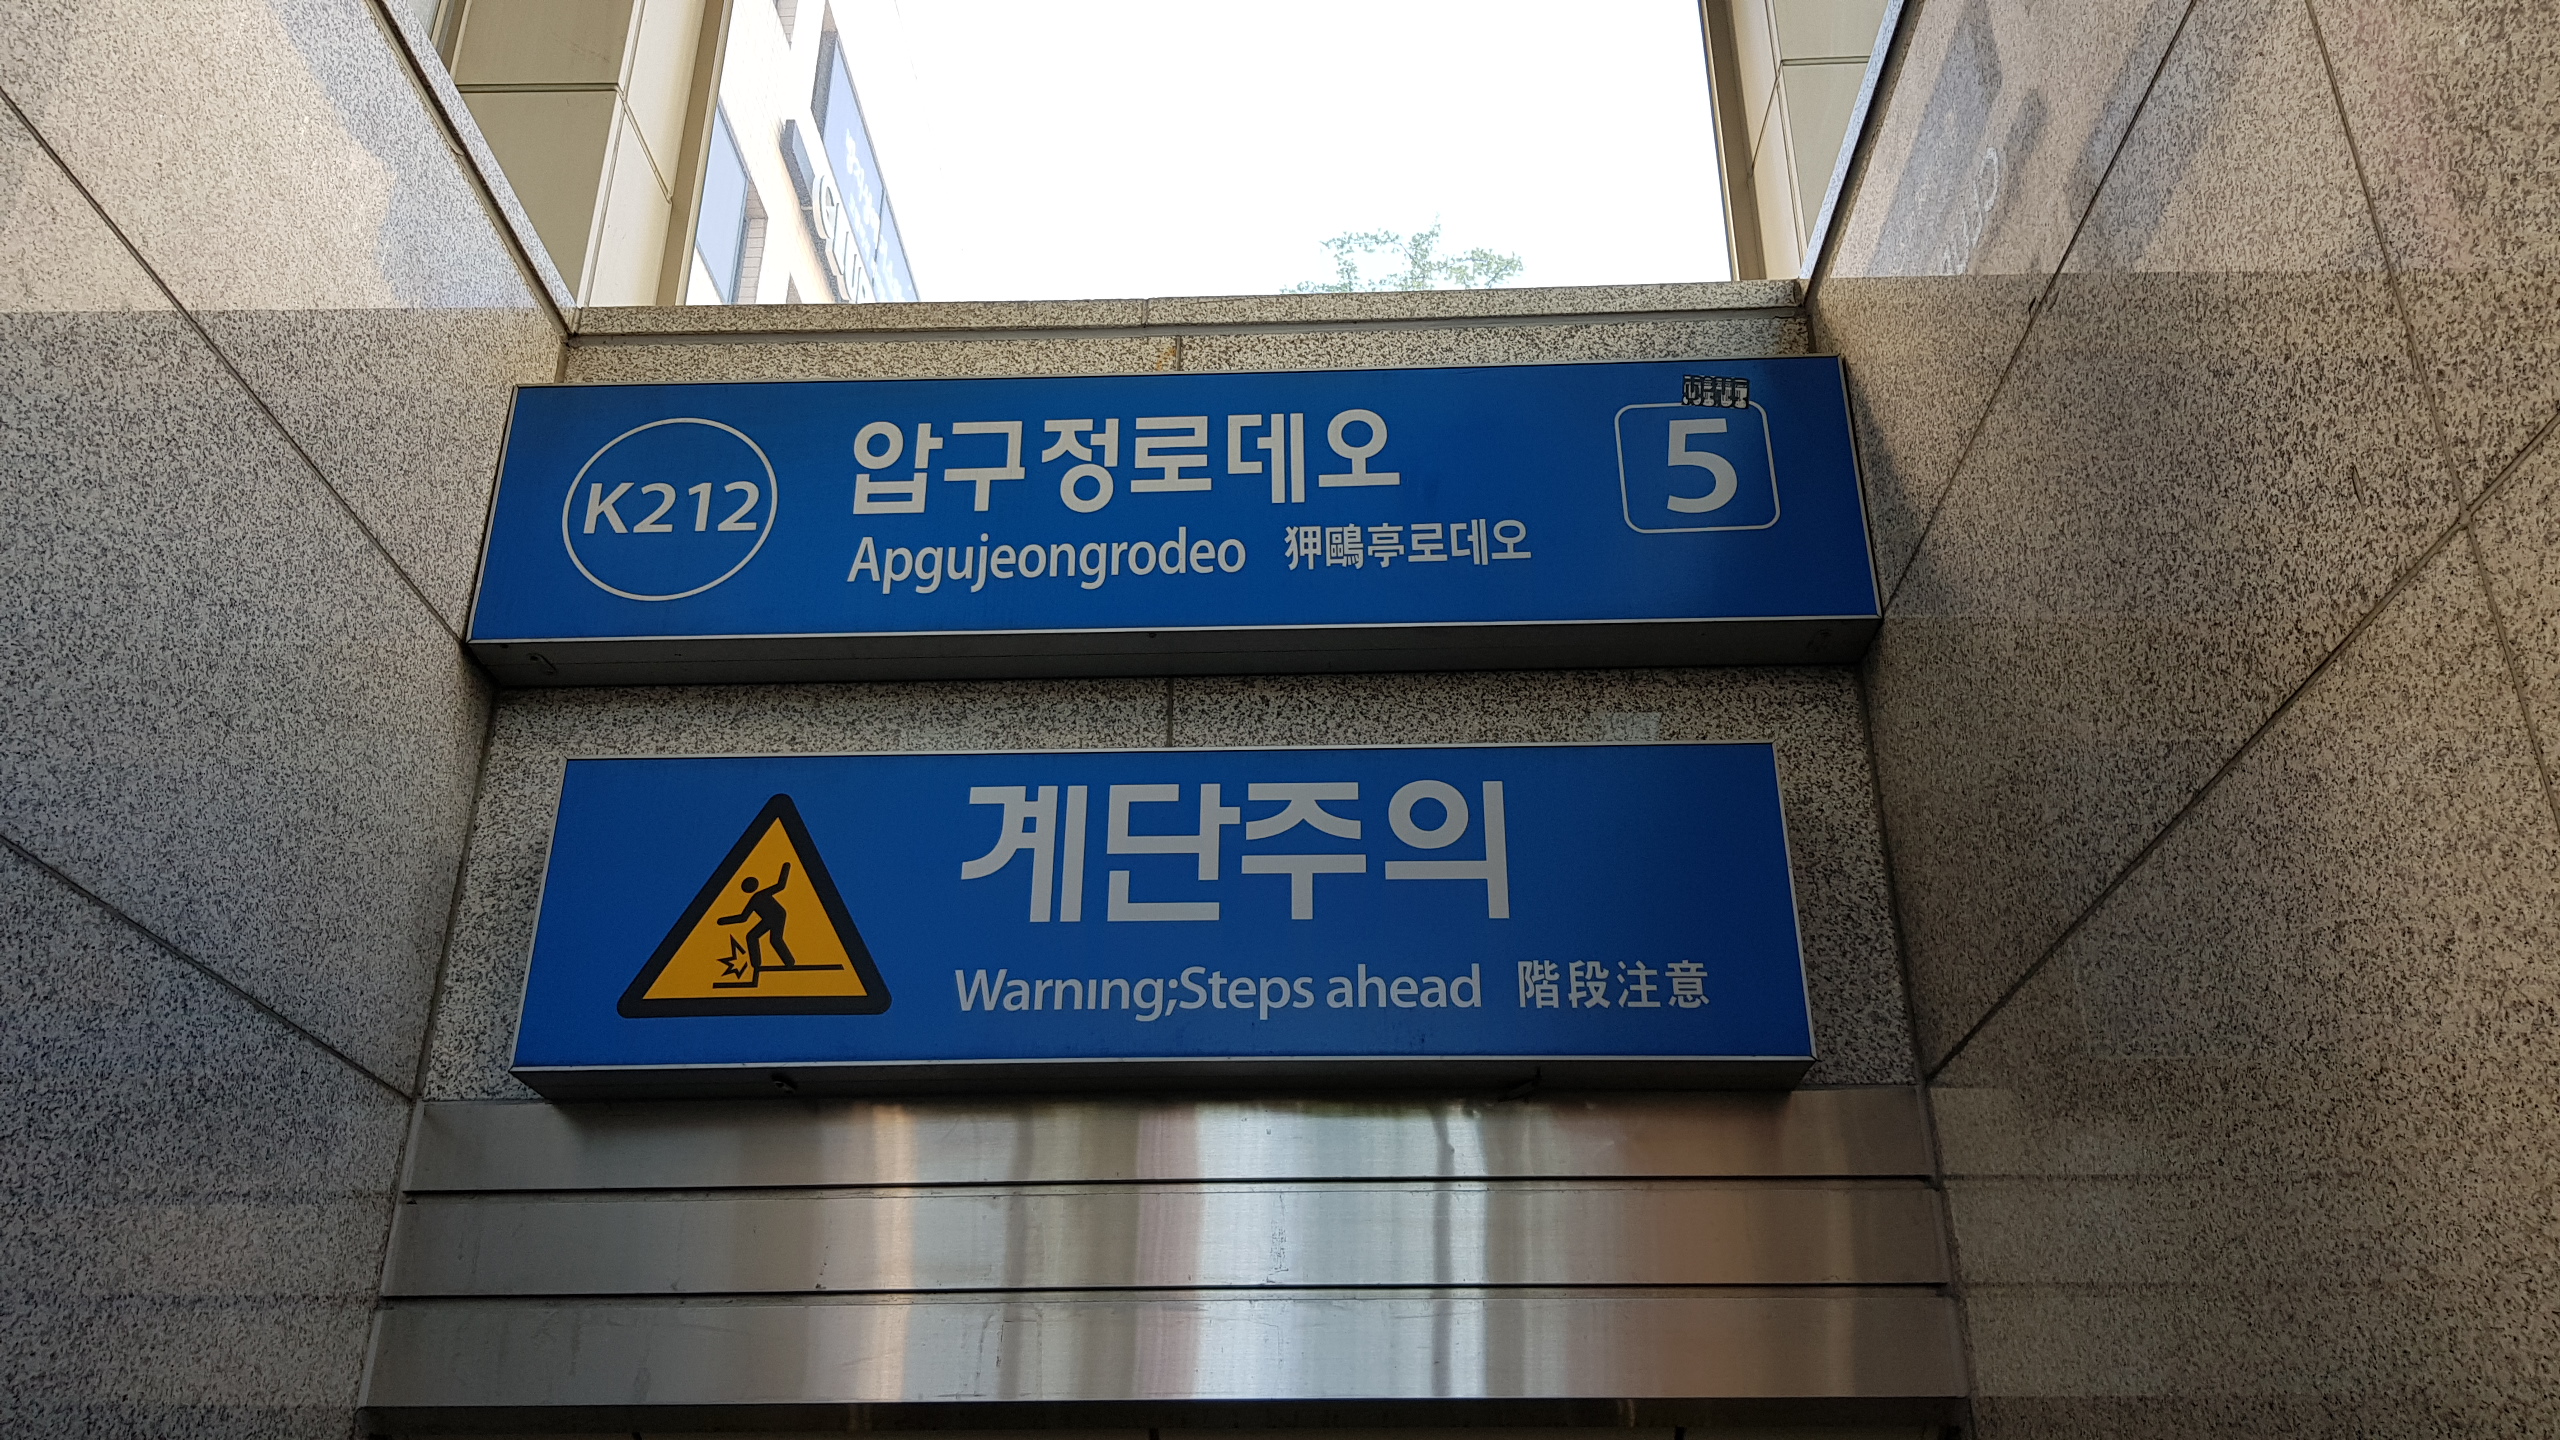 K212
압구정로데오
Apgujeongrodeo 狎鷗亭로데오
5
계단주의
Warning;Steps ahead 階段注意